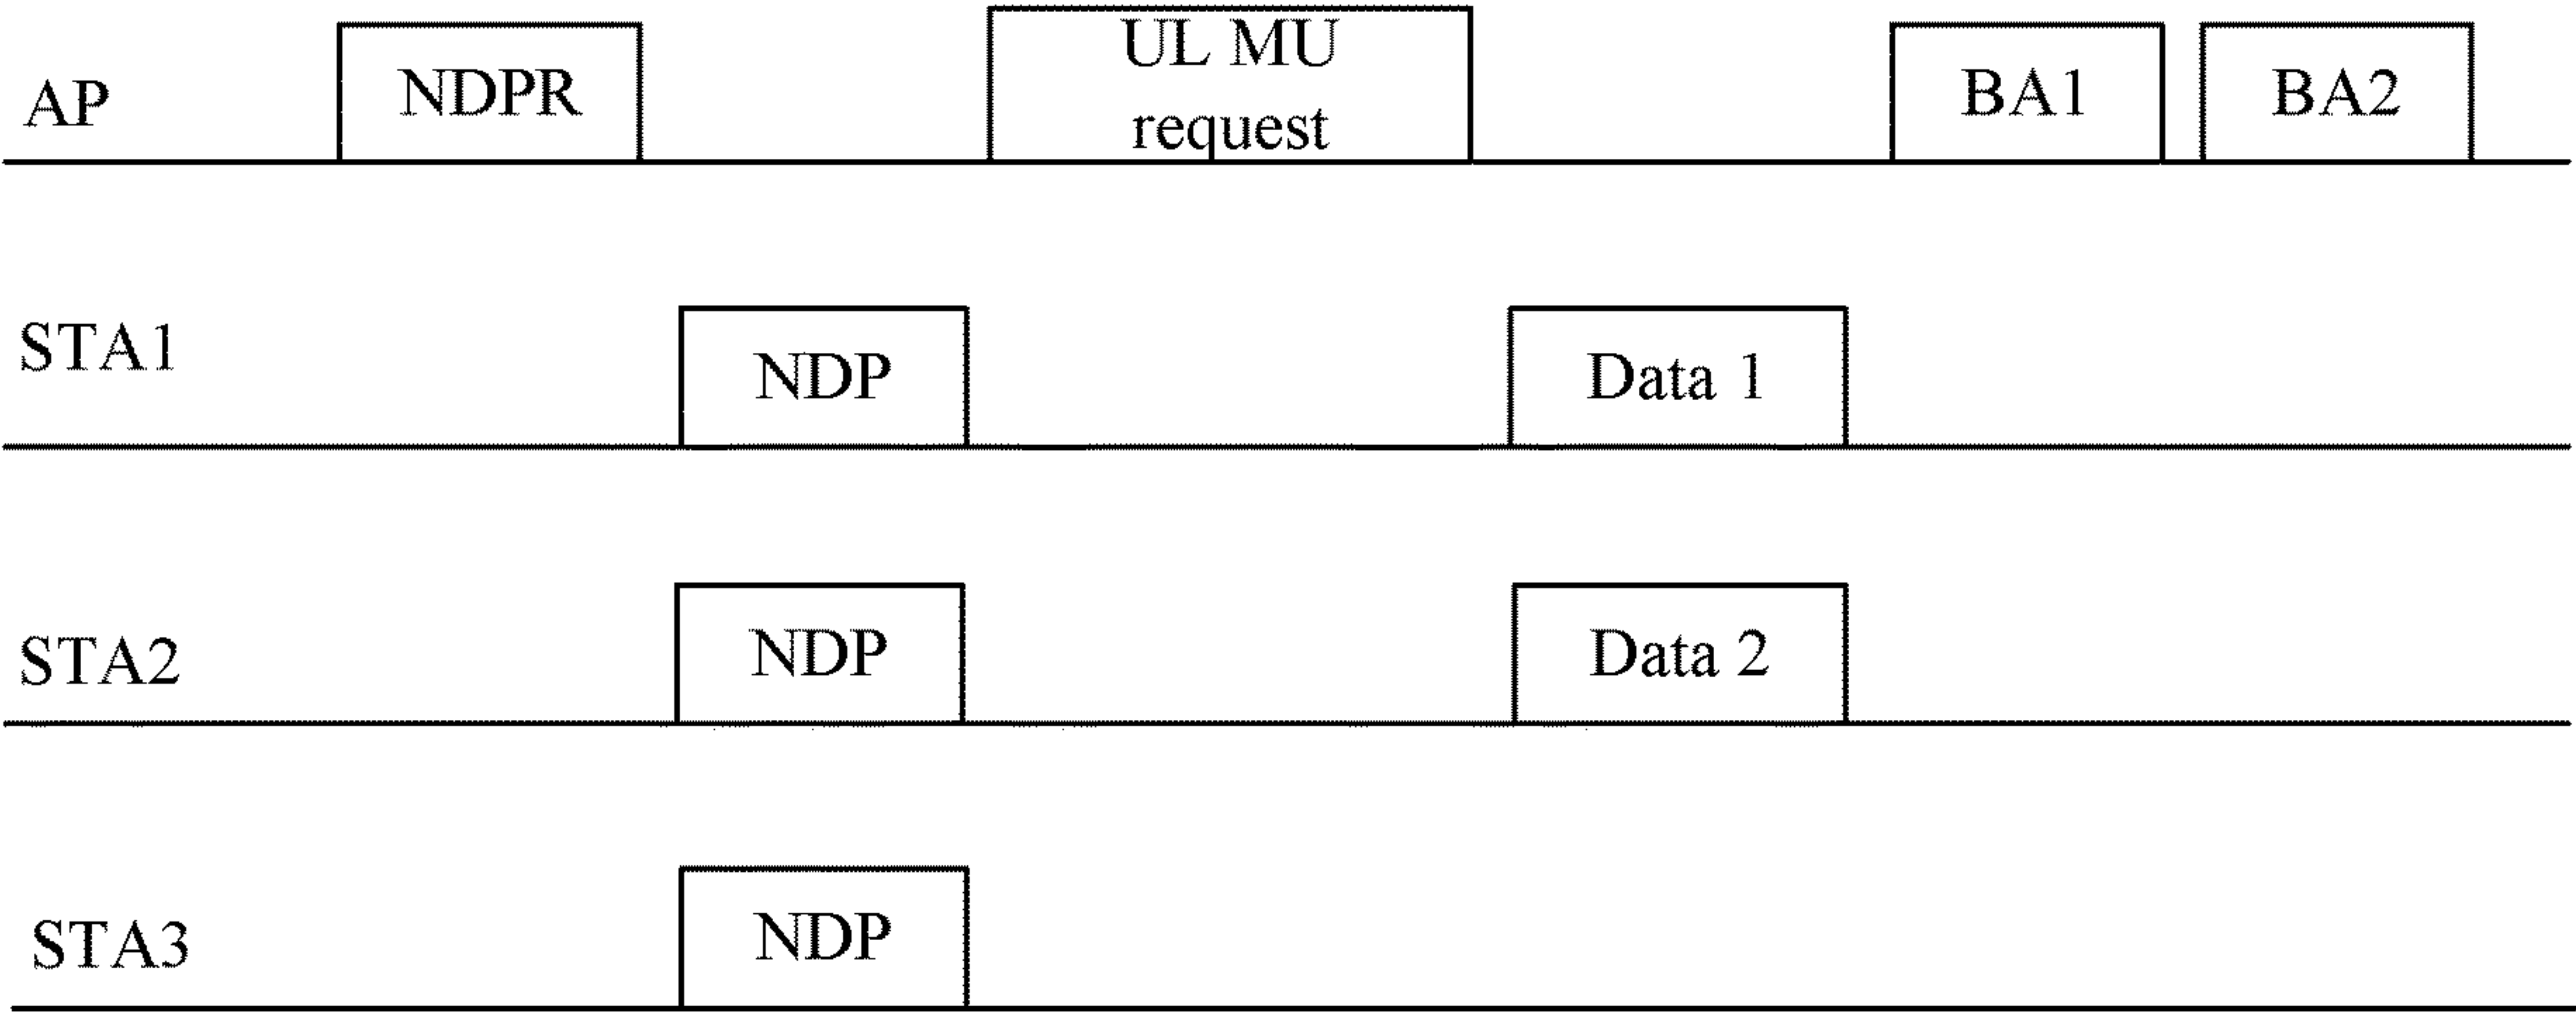 AP
NDPR
UL MU
request
BA1
BA2
STA1
NDP
Data 1
STA2
NDP
Data 2
STA3
NDP